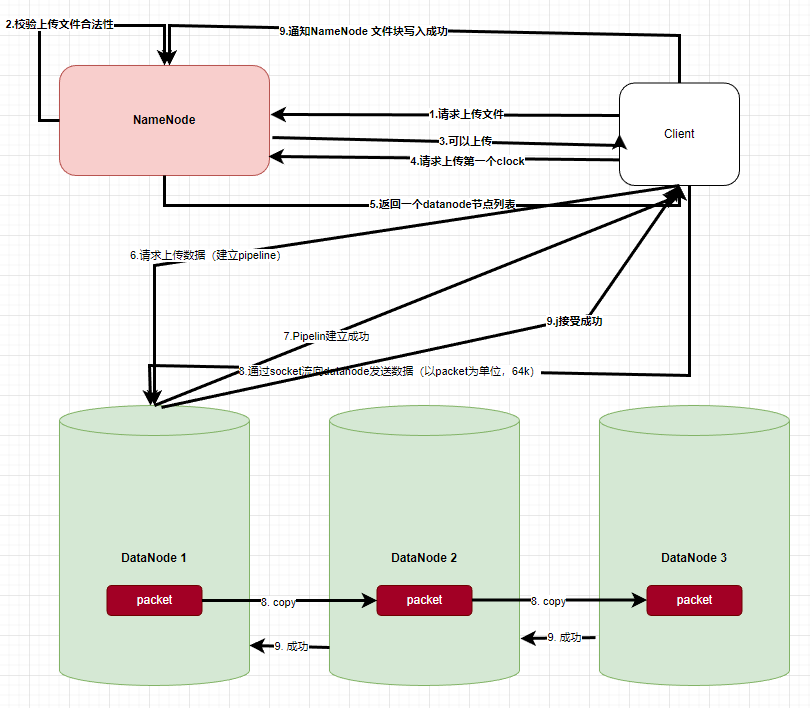 2.校验上传文件合法性
9.通知NameNode 文件块写入成功
NameNode
1.请求上传文件
Client
3.可以上传
4.请求上传第一个clock
5.返回一个datanode节点列表
6.请求上传数据（建立pipeline）
9.j接受成功
7.Pipelin建立成功
8.通过socket流向datanode发送数据（以packet为单位，64k）
DataNode 1
DataNode 2
DataNode 3
packet
8. copy
packet
8. copy
packet
9. 成功
9. 成功